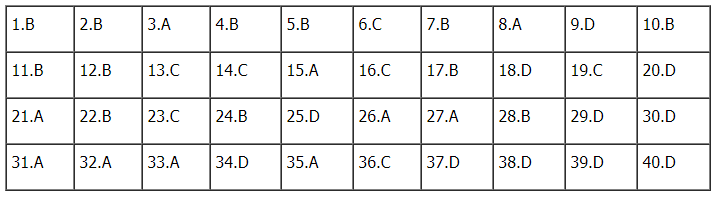 1.B 2.B 3.A 4.B 5.B 6.C 7.B 8.A 9.D 10.B
11.B 12.B 13.C 14.C 15.A 16.C 17.B 18.D 19.C 20.D
21.A 22.B 23.C 24.B 25.D 26.A 27.A 28.B 29.D 30.D
31.A 32.A 33.A 34.D 35.A 36.C 37.D 38.D 39.D 40.D